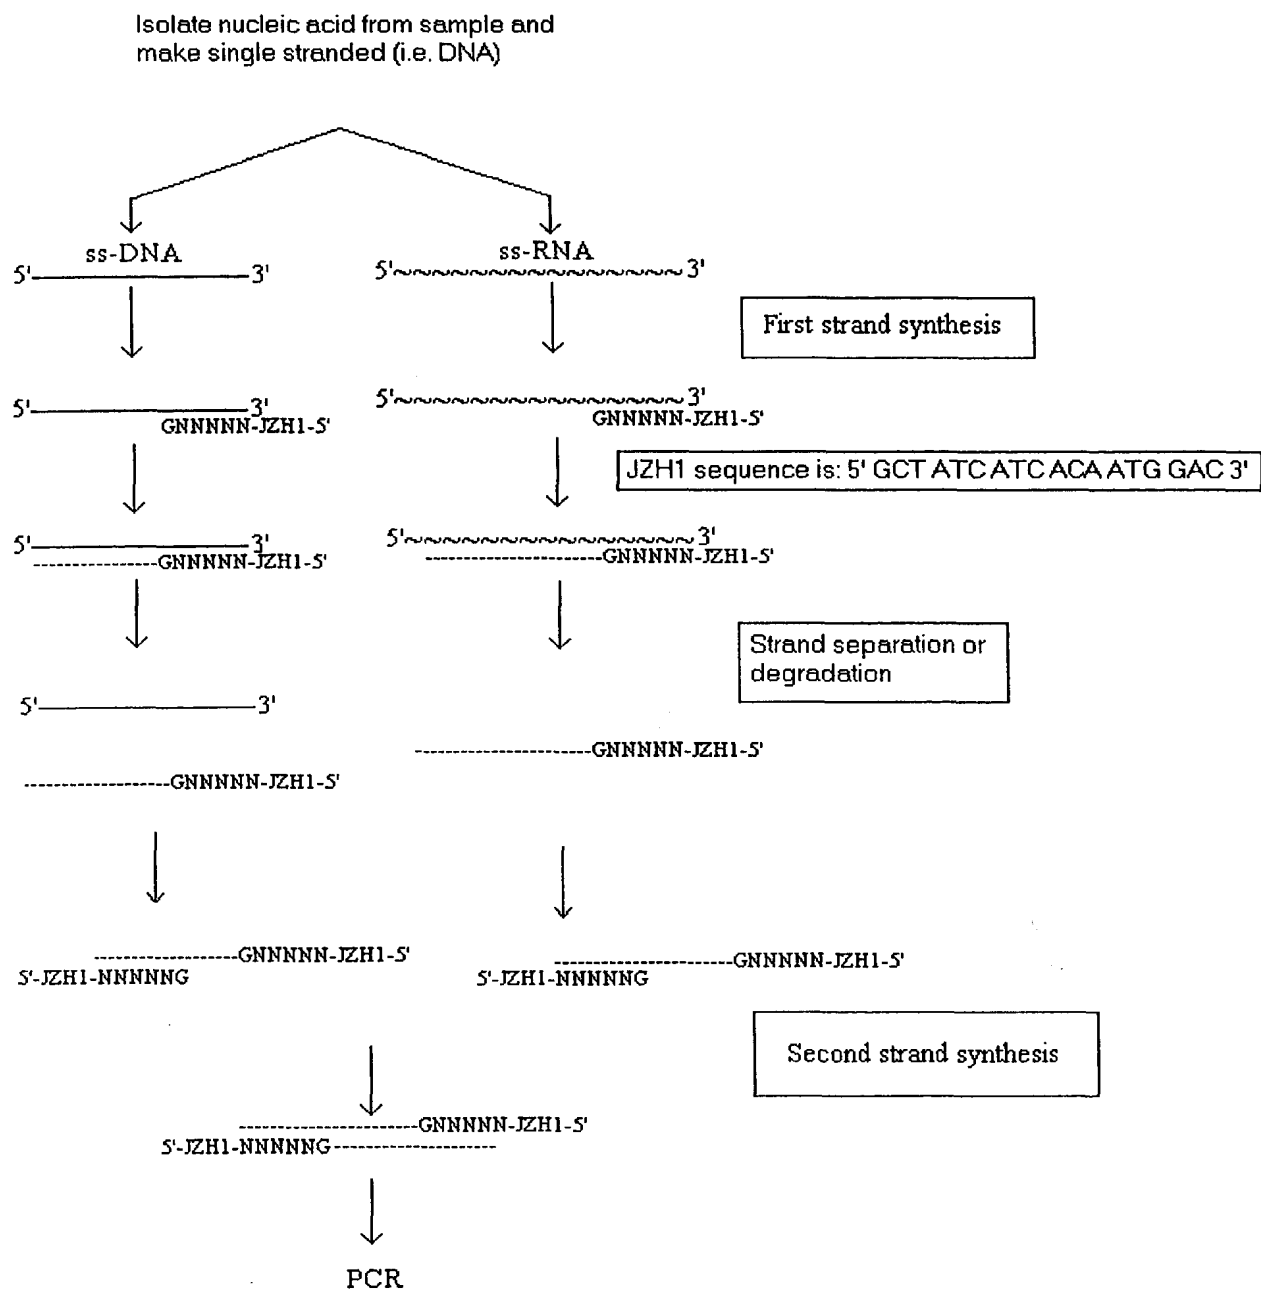 Isolate nucleic acid from sample and
make single stranded (i.e. DNA)
ss-DNA
ss-RNA
5' 3'
5'~~~~~~~~~~~~~~~~3'
First strand synthesis
5' 3'
GNNNNN-JZH1-5'
5'~~~~~~~~~~~~~~~~3'
GNNNNN-JZH1-5'
JZH1 sequence is: 5' GCT ATC ATC ACA ATG GAC 3'
5' 3'
-------------------GNNNNN-JZH1-5'
5'~~~~~~~~~~~~~~~~3'
-----------------------GNNNNN-JZH1-5'
Strand separation or
degradation
5' 3'
-------------------GNNNNN-JZH1-5'
-----------------------GNNNNN-JZH1-5'
-------------------GNNNNN-JZH1-5'
5'-JZH1-NNNNNG
-----------------------GNNNNN-JZH1-5'
5'-JZH1-NNNNNG
Second strand synthesis
-----------------------GNNNNN-JZH1-5'
5'-JZH1-NNNNNG---------------------
PCR